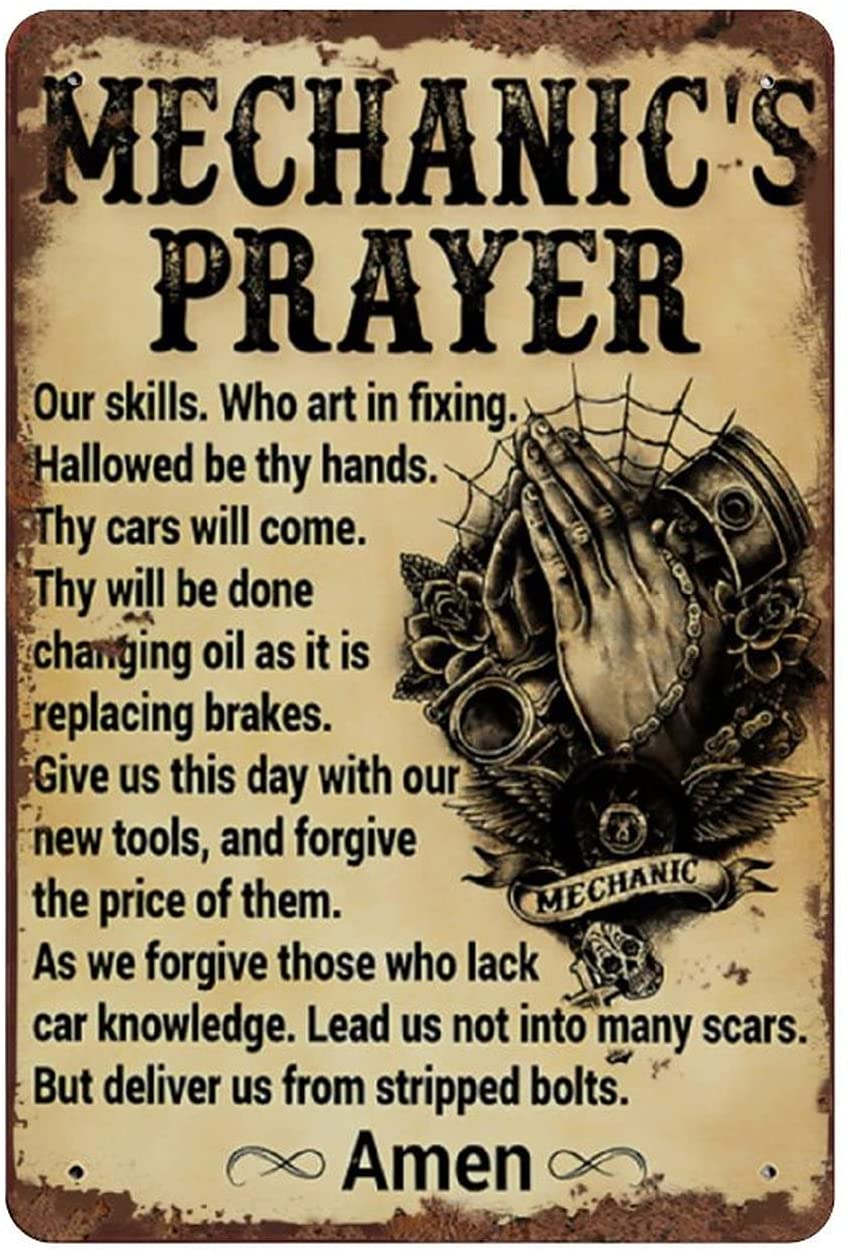 MECHANIC'S
PRAYER
Our skills. Who art in fixing.
Hallowed be thy hands.
Thy cars will come.
Thy will be done
changing oil as it is
replacing brakes.
Give us this day with our
new tools, and forgive
the price of them.
MECHANIC
As we forgive those who lack
car knowledge. Lead us not into many scars.
But deliver us from stripped bolts.
Amen